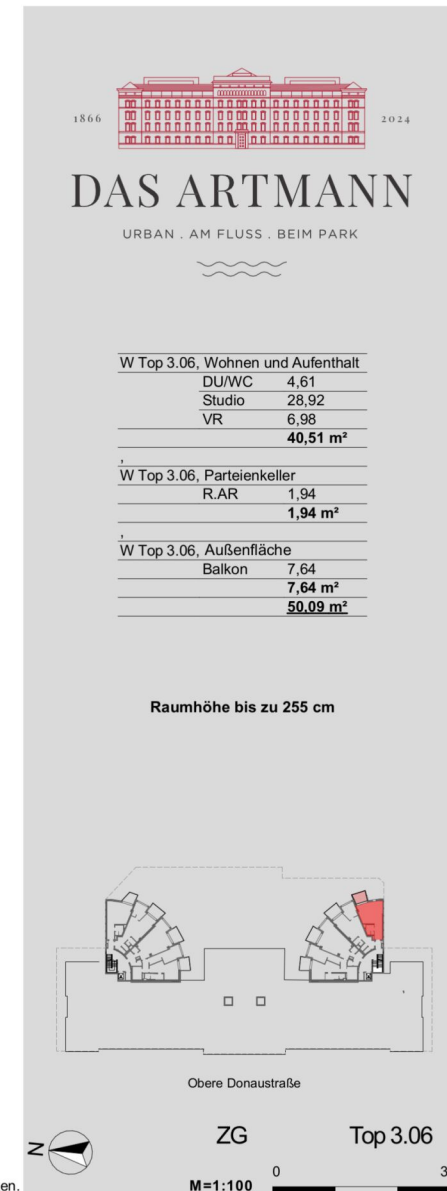 1866 2024
DAS ARTMANN
URBAN . AM FLUSS . BEIM PARK
W Top 3.06, Wohnen und Aufenthalt
DU/WC 4,61
Studio 28,92
VR 6,98
40,51 m²
,
W Top 3.06, Parteienkeller
R.AR 1,94
1,94 m²
,
W Top 3.06, Außenfläche
Balkon 7,64
7,64 m²
50,09 m²
Raumhöhe bis zu 255 cm
Obere Donaustraße
N ZG Top 3.06
en. M=1:100 0 3